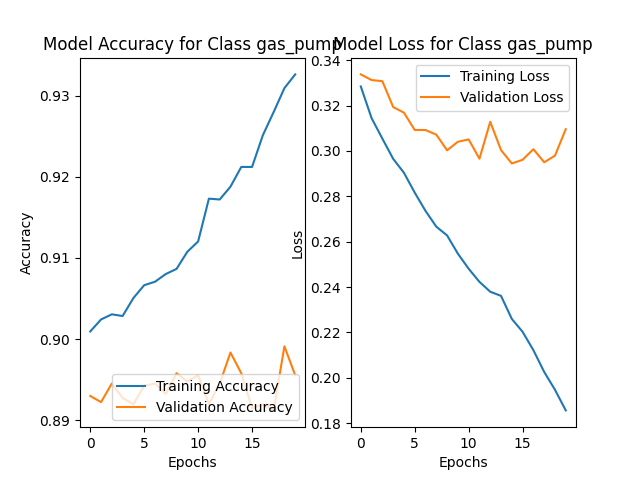 Model Accuracy for Class gas_pump
Model Loss for Class gas_pump
0.93
0.92
0.91
0.90
0.89
Accuracy
0
5
10
15
Epochs
Training Accuracy
Validation Accuracy
0.34
0.32
0.30
0.28
0.26
0.24
0.22
0.20
0.18
Loss
0
5
10
15
Epochs
Training Loss
Validation Loss